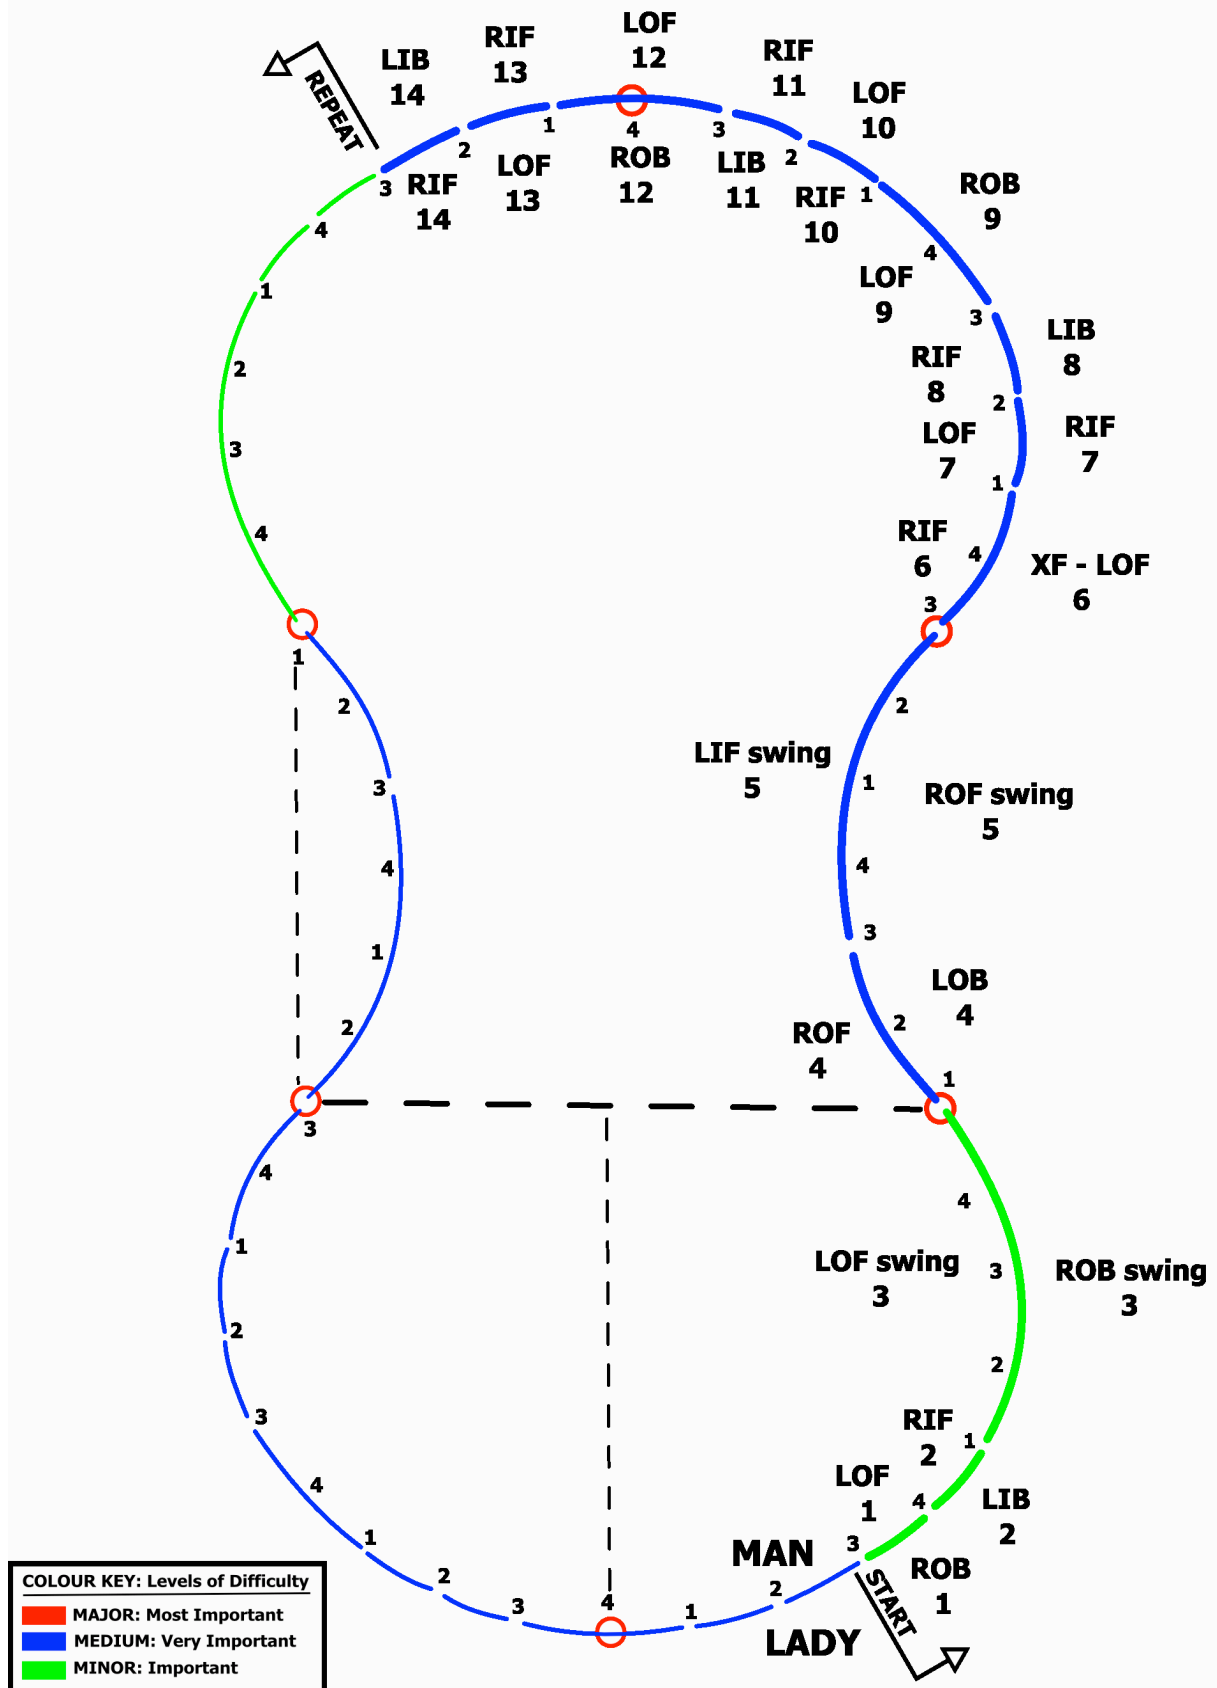 LOF
12
RIF
13
RIF
11
LIB
14
LOF
10
REPEAT
1
4
3
2
ROB
12
LOF
13
LIB
11
2
3
RIF
14
RIF
10
1
ROB
9
4
4
LOF
9
1
3
LIB
8
RIF
8
2
2
LOF
7
RIF
7
3
1
4
RIF
6
4
XF - LOF
6
3
1
2
2
LIF swing
5
3
1
ROF swing
5
4
4
1
3
LOB
4
2
2
ROF
4
1
3
4
4
1
LOF swing
3
3
ROB swing
3
2
2
3
RIF
2
1
LOF
1
4
4
LIB
2
1
3
MAN
ROB
1
START
2
2
3
4
1
LADY
COLOUR KEY: Levels of Difficulty
MAJOR: Most Important
MEDIUM: Very Important
MINOR: Important